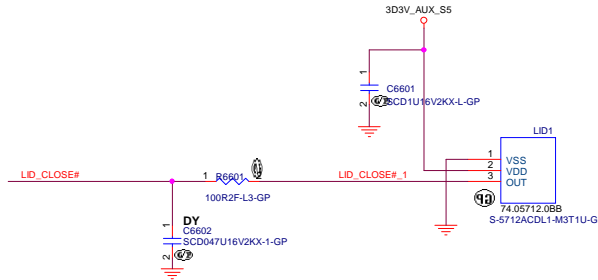 3D3V_AUX_S5
1
C6601
2
SCD1U16V2KX-L-GP
LID1
1
VSS
2
VDD
3
OUT
LID_CLOSE#
1
R6601
LID_CLOSE#_1
100R2F-L3-GP
74.05712.0BB
S-5712ACDL1-M3T1U-G
DY
1
C6602
SCD047U16V2KX-1-GP
2